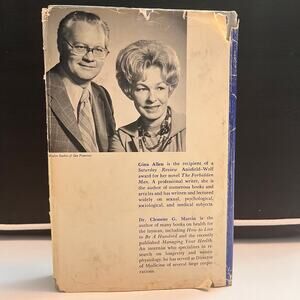 Gina Allen is the recipient of
a Saturday Review Anisfield-Wolf
award for her novel The Forbidden
Man. A professional writer, she
is the author of numerous books and
articles and has written and lectured
widely on sexual, psychological,
sociological, and medical subjects
Dr. Clement G. Martin is the
author of many books on health for
the layman, including How to Live
to Be A Hundred and the recently
published Managing Your Health.
An internist who specializes in re-
search on longevity and neuro-
physiology, he has served as Director
of Medicine of several large corpo-
rations.